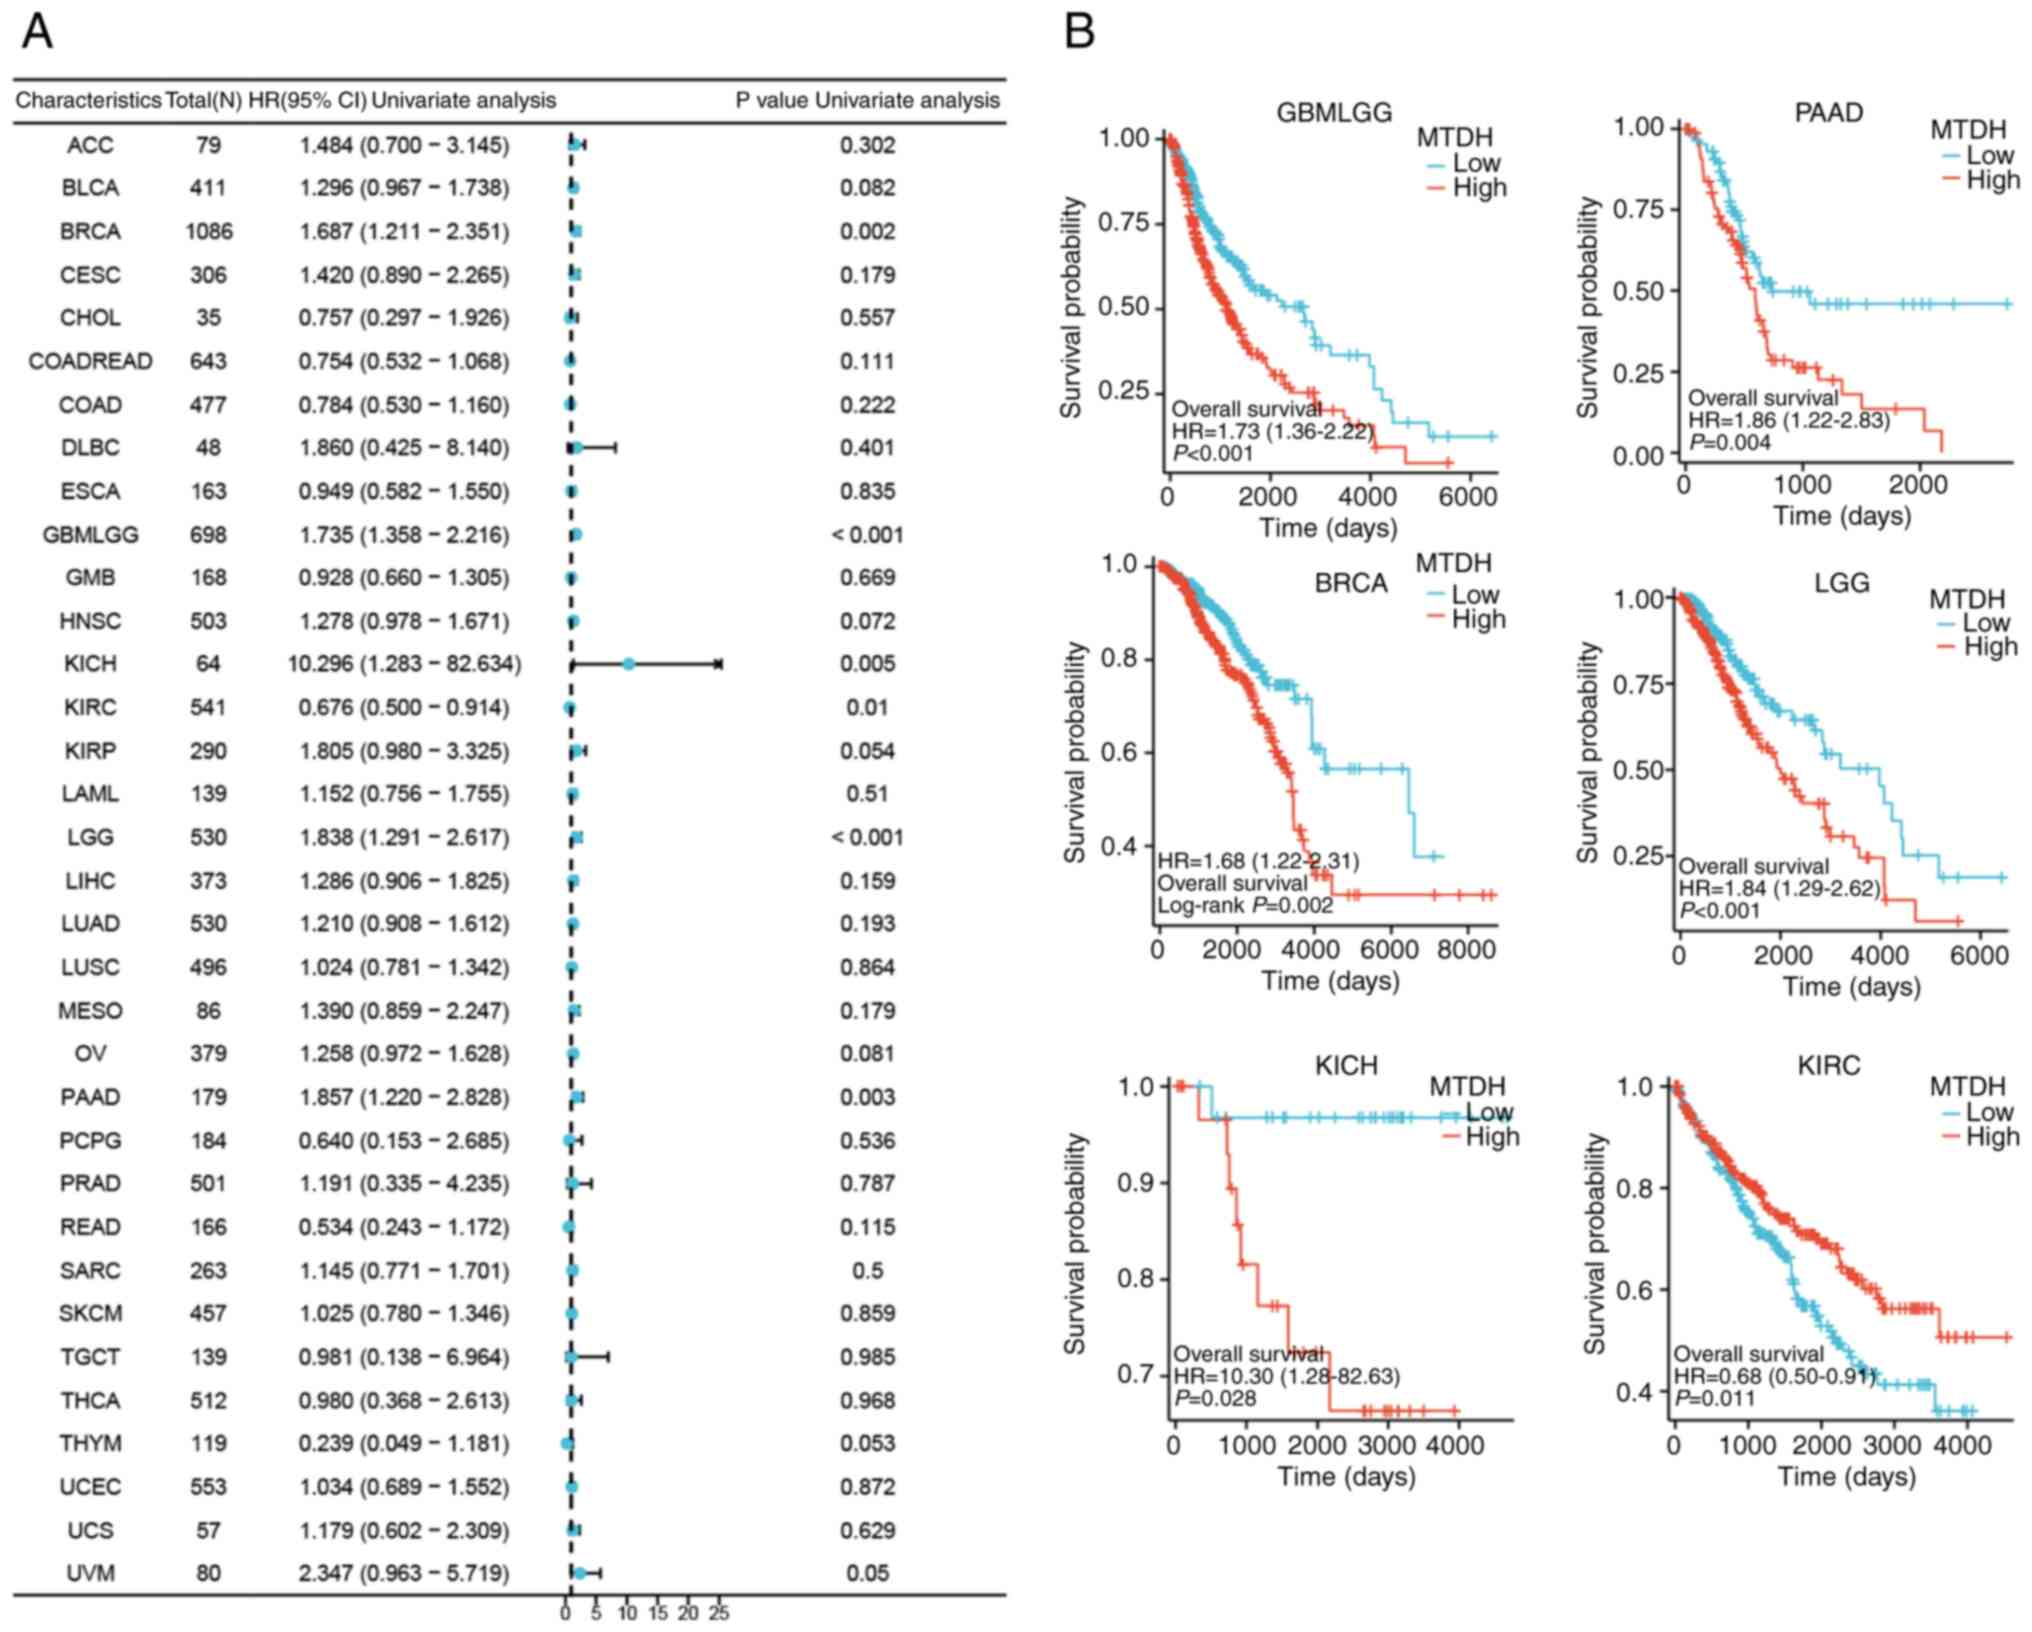 A
Characteristics Total(N) HR(95% CI) Univariate analysis P value Univariate analysis
ACC 79 1.484 (0.700 − 3.145) 0.302
BLCA 411 1.296 (0.967 − 1.738) 0.082
BRCA 1086 1.687 (1.211 − 2.351) 0.002
CESC 306 1.420 (0.890 − 2.265) 0.179
CHOL 35 0.757 (0.297 − 1.926) 0.557
COADREAD 643 0.754 (0.532 − 1.068) 0.111
COAD 477 0.784 (0.530 − 1.160) 0.222
DLBC 48 1.860 (0.425 − 8.140) 0.401
ESCA 163 0.949 (0.582 − 1.550) 0.835
GBMLGG 698 1.735 (1.358 − 2.216) < 0.001
GMB 168 0.928 (0.660 − 1.305) 0.669
HNSC 503 1.278 (0.978 − 1.671) 0.072
KICH 64 10.296 (1.283 − 82.634) 0.005
KIRC 541 0.676 (0.500 − 0.914) 0.01
KIRP 290 1.805 (0.980 − 3.325) 0.054
LAML 139 1.152 (0.756 − 1.755) 0.51
LGG 530 1.838 (1.291 − 2.617) < 0.001
LIHC 373 1.286 (0.906 − 1.825) 0.159
LUAD 530 1.210 (0.908 − 1.612) 0.193
LUSC 496 1.024 (0.781 − 1.342) 0.864
MESO 86 1.390 (0.859 − 2.247) 0.179
OV 379 1.258 (0.972 − 1.628) 0.081
PAAD 179 1.857 (1.220 − 2.828) 0.003
PCPG 184 0.640 (0.153 − 2.685) 0.536
PRAD 501 1.191 (0.335 − 4.235) 0.787
READ 166 0.534 (0.243 − 1.172) 0.115
SARC 263 1.145 (0.771 − 1.701) 0.5
SKCM 457 1.025 (0.780 − 1.346) 0.859
TGCT 139 0.981 (0.138 − 6.964) 0.985
THCA 512 0.980 (0.368 − 2.613) 0.968
THYM 119 0.239 (0.049 − 1.181) 0.053
UCEC 553 1.034 (0.689 − 1.552) 0.872
UCS 57 1.179 (0.602 − 2.309) 0.629
UVM 80 2.347 (0.963 − 5.719) 0.05
0 5 10 15 20 25
B
GBMLGG
MTDH
Low
High
Survival probability
1.00
0.75
0.50
0.25
Overall survival
HR=1.73 (1.36-2.22)
P<0.001
0 2000 4000 6000
Time (days)
PAAD
MTDH
Low
High
Survival probability
1.00
0.75
0.50
0.25
0.00
Overall survival
HR=1.86 (1.22-2.83)
P=0.004
0 1000 2000
Time (days)
BRCA
MTDH
Low
High
Survival probability
1.0
0.8
0.6
0.4
HR=1.68 (1.22-2.31)
Overall survival
Log-rank P=0.002
0 2000 4000 6000 8000
Time (days)
LGG
MTDH
Low
High
Survival probability
1.00
0.75
0.50
0.25
Overall survival
HR=1.84 (1.29-2.62)
P<0.001
0 2000 4000 6000
Time (days)
KICH
MTDH
Low
High
Survival probability
1.0
0.9
0.8
0.7
Overall survival
HR=10.30 (1.28-82.63)
P=0.028
0 1000 2000 3000 4000
Time (days)
KIRC
MTDH
Low
High
Survival probability
1.0
0.8
0.6
0.4
Overall survival
HR=0.68 (0.50-0.91)
P=0.011
0 1000 2000 3000 4000
Time (days)